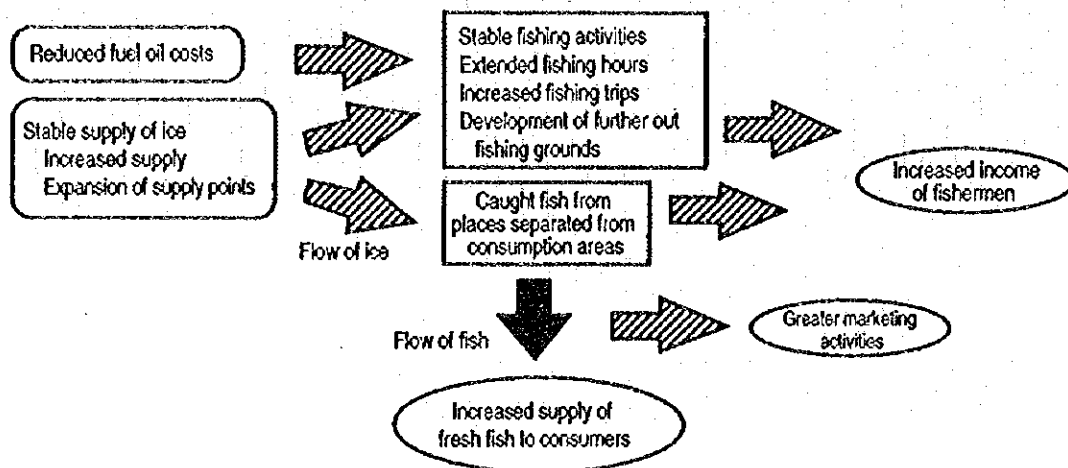 Reduced fuel oil costs
Stable supply of ice
Increased supply
Expansion of supply points
Flow of ice
Stable fishing activities
Extended fishing hours
Increased fishing trips
Development of further out
fishing grounds
Caught fish from
places separated from
consumption areas
Increased income
of fishermen
Flow of fish
Greater marketing
activities
Increased supply of
fresh fish to consumers